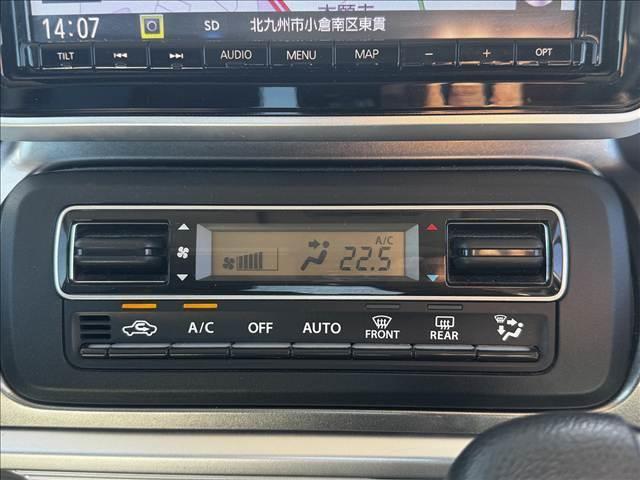 14:07 SD 北九州市小倉南区東貫
TILT AUDIO MENU MAP − + OPT
A/C
22.5
A/C OFF AUTO FRONT REAR